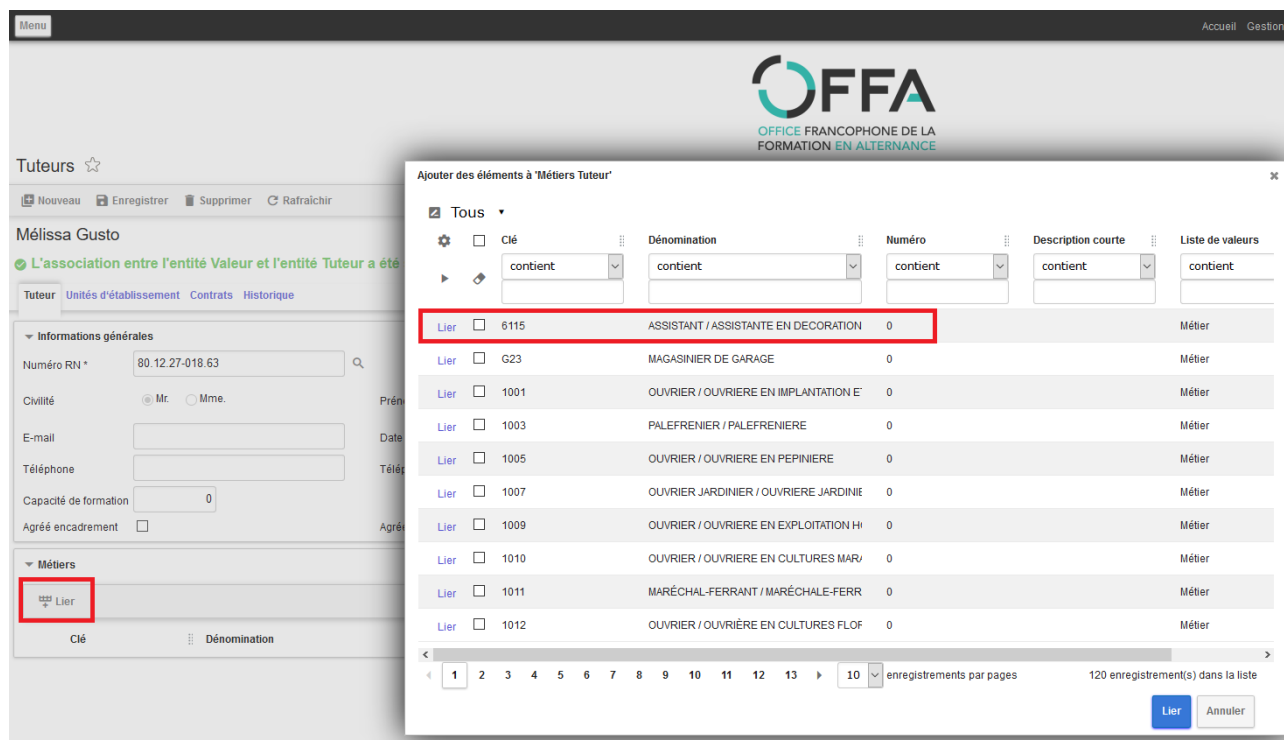 Menu
Accueil Gestion
OFFA
OFFICE FRANCOPHONE DE LA
FORMATION EN ALTERNANCE
Tuteurs
Nouveau Enregistrer Supprimer Rafraîchir
Mélissa Gusto
L'association entre l'entité Valeur et l'entité Tuteur a été
Tuteur Unités d'établissement Contrats Historique
Informations générales
Numéro RN * 80.12.27-018.63
Civilité Mr. Mme. Prén
E-mail Date
Téléphone Télép
Capacité de formation 0
Agréé encadrement Agréé
Métiers
Lier
Clé Dénomination
Ajouter des éléments à 'Métiers Tuteur'
Tous
Clé Dénomination Numéro Description courte Liste de valeurs
contient contient contient contient contient
Lier 6115 ASSISTANT / ASSISTANTE EN DECORATION 0 Métier
Lier G23 MAGASINIER DE GARAGE 0 Métier
Lier 1001 OUVRIER / OUVRIERE EN IMPLANTATION E 0 Métier
Lier 1003 PALEFRENIER / PALEFRENIERE 0 Métier
Lier 1005 OUVRIER / OUVRIERE EN PEPINIERE 0 Métier
Lier 1007 OUVRIER JARDINIER / OUVRIERE JARDINIE 0 Métier
Lier 1009 OUVRIER / OUVRIERE EN EXPLOITATION H 0 Métier
Lier 1010 OUVRIER / OUVRIERE EN CULTURES MAR 0 Métier
Lier 1011 MARÉCHAL-FERRANT / MARÉCHALE-FERR 0 Métier
Lier 1012 OUVRIER / OUVRIÈRE EN CULTURES FLOR 0 Métier
1 2 3 4 5 6 7 8 9 10 11 12 13 10 enregistrements par pages 120 enregistrement(s) dans la liste
Lier Annuler